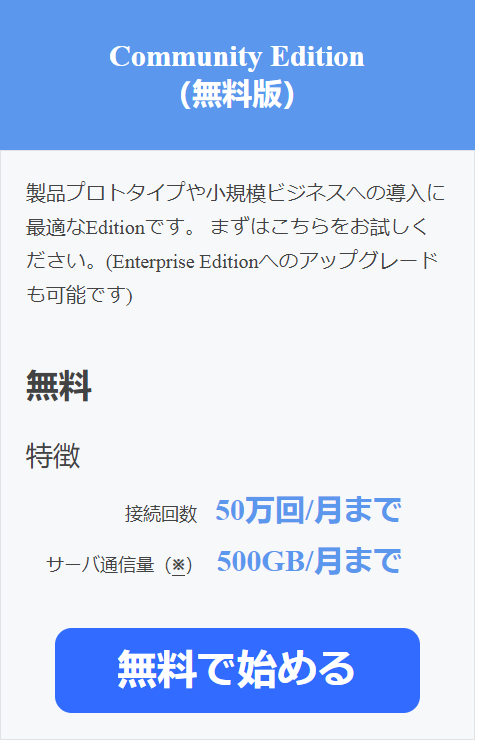 Community Edition
(無料版)
製品プロトタイプや小規模ビジネスへの導入に
最適なEditionです。 まずはこちらをお試しく
ださい。(Enterprise Editionへのアップグレード
も可能です)
無料
特徴
接続回数 50万回/月まで
サーバ通信量（※） 500GB/月まで
無料で始める